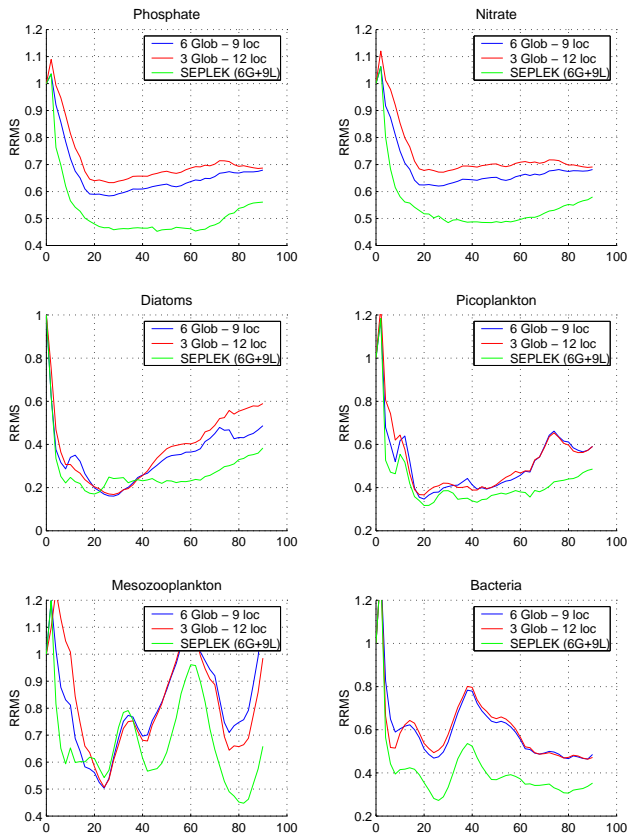 Phosphate
1.2
1.1
1
0.9
0.8
0.7
0.6
0.5
0.4
RRMS
6 Glob − 9 loc
3 Glob − 12 loc
SEPLEK (6G+9L)
0 20 40 60 80 100
Nitrate
1.2
1.1
1
0.9
0.8
0.7
0.6
0.5
0.4
RRMS
6 Glob − 9 loc
3 Glob − 12 loc
SEPLEK (6G+9L)
0 20 40 60 80 100
Diatoms
1
0.8
0.6
0.4
0.2
0
RRMS
6 Glob − 9 loc
3 Glob − 12 loc
SEPLEK (6G+9L)
0 20 40 60 80 100
Picoplankton
1.2
1
0.8
0.6
0.4
0.2
RRMS
6 Glob − 9 loc
3 Glob − 12 loc
SEPLEK (6G+9L)
0 20 40 60 80 100
Mesozooplankton
1.2
1.1
1
0.9
0.8
0.7
0.6
0.5
0.4
RRMS
6 Glob − 9 loc
3 Glob − 12 loc
SEPLEK (6G+9L)
0 20 40 60 80 100
Bacteria
1.2
1
0.8
0.6
0.4
0.2
RRMS
6 Glob − 9 loc
3 Glob − 12 loc
SEPLEK (6G+9L)
0 20 40 60 80 100